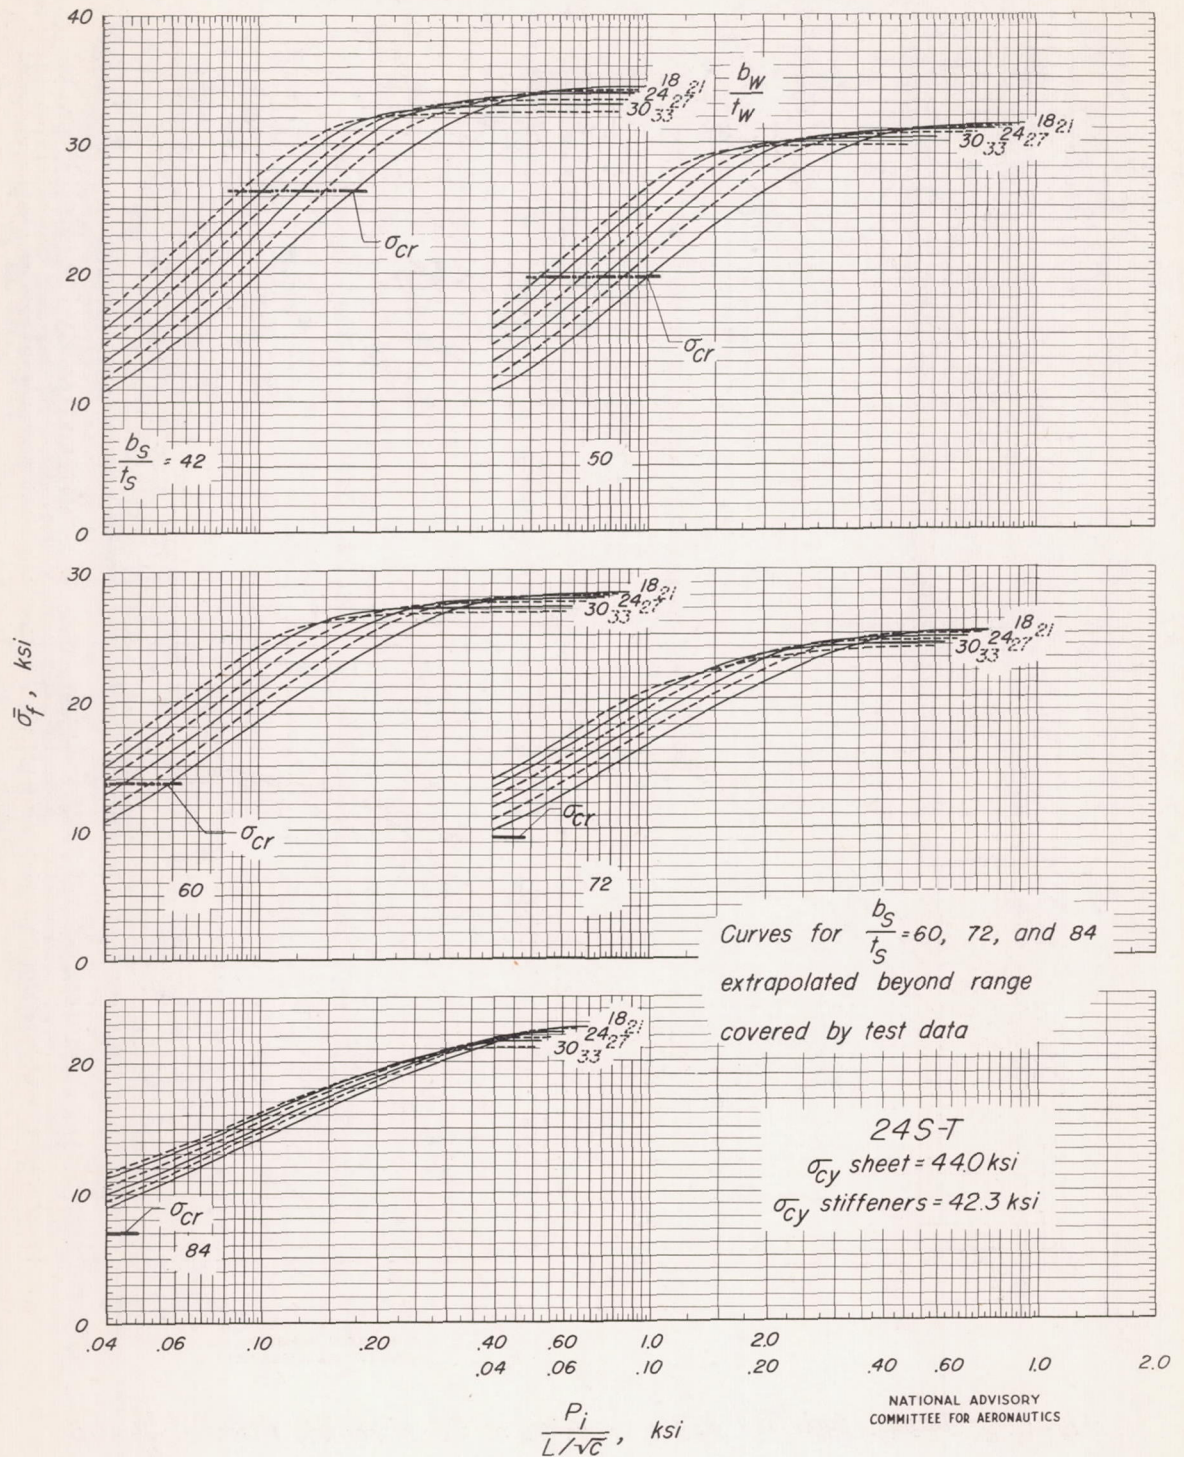 40
30
20
10
0
18 21
24 27
30 33
b_W
t_W
18 21
24 27
30 33
σ_cr
σ_cr
b_S
t_S
= 42
50
30
20
10
0
18 21
24 27
30 33
18 21
24 27
30 33
σ̄_f , ksi
σ_cr
σ_cr
60
72
Curves for b_S/t_S = 60, 72, and 84
extrapolated beyond range
covered by test data
20
10
0
18 21
24 27
30 33
σ_cr
84
24S-T
σ_cy sheet = 44.0 ksi
σ_cy stiffeners = 42.3 ksi
.04 .06 .10 .20 .40 .60 1.0 2.0
.04 .06 .10 .20 .40 .60 1.0 2.0
P_i
L/√c , ksi
NATIONAL ADVISORY
COMMITTEE FOR AERONAUTICS